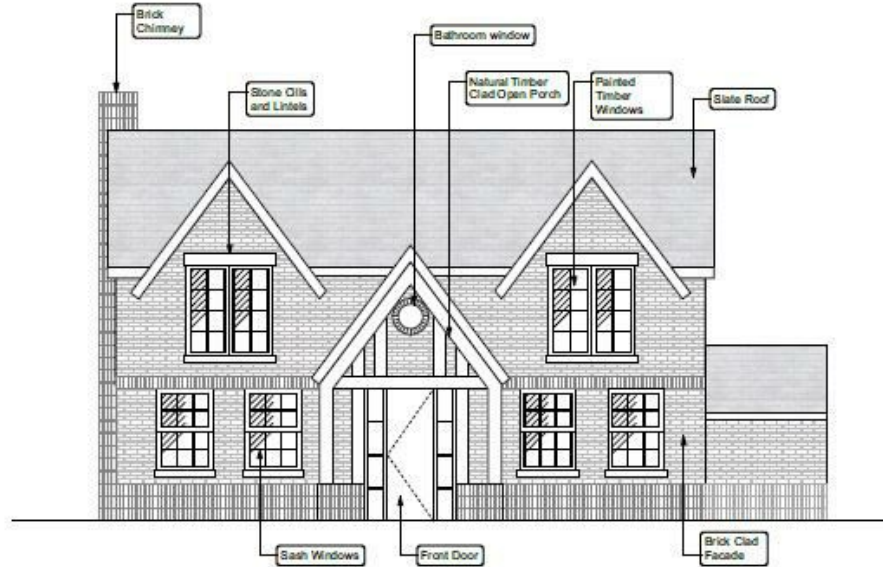 Brick
Chimney
Bathroom window
Stone Cills
and Lintels
Natural Timber
Clad Open Porch
Painted
Timber
Windows
Slate Roof
Sash Windows
Front Door
Brick Clad
Facade